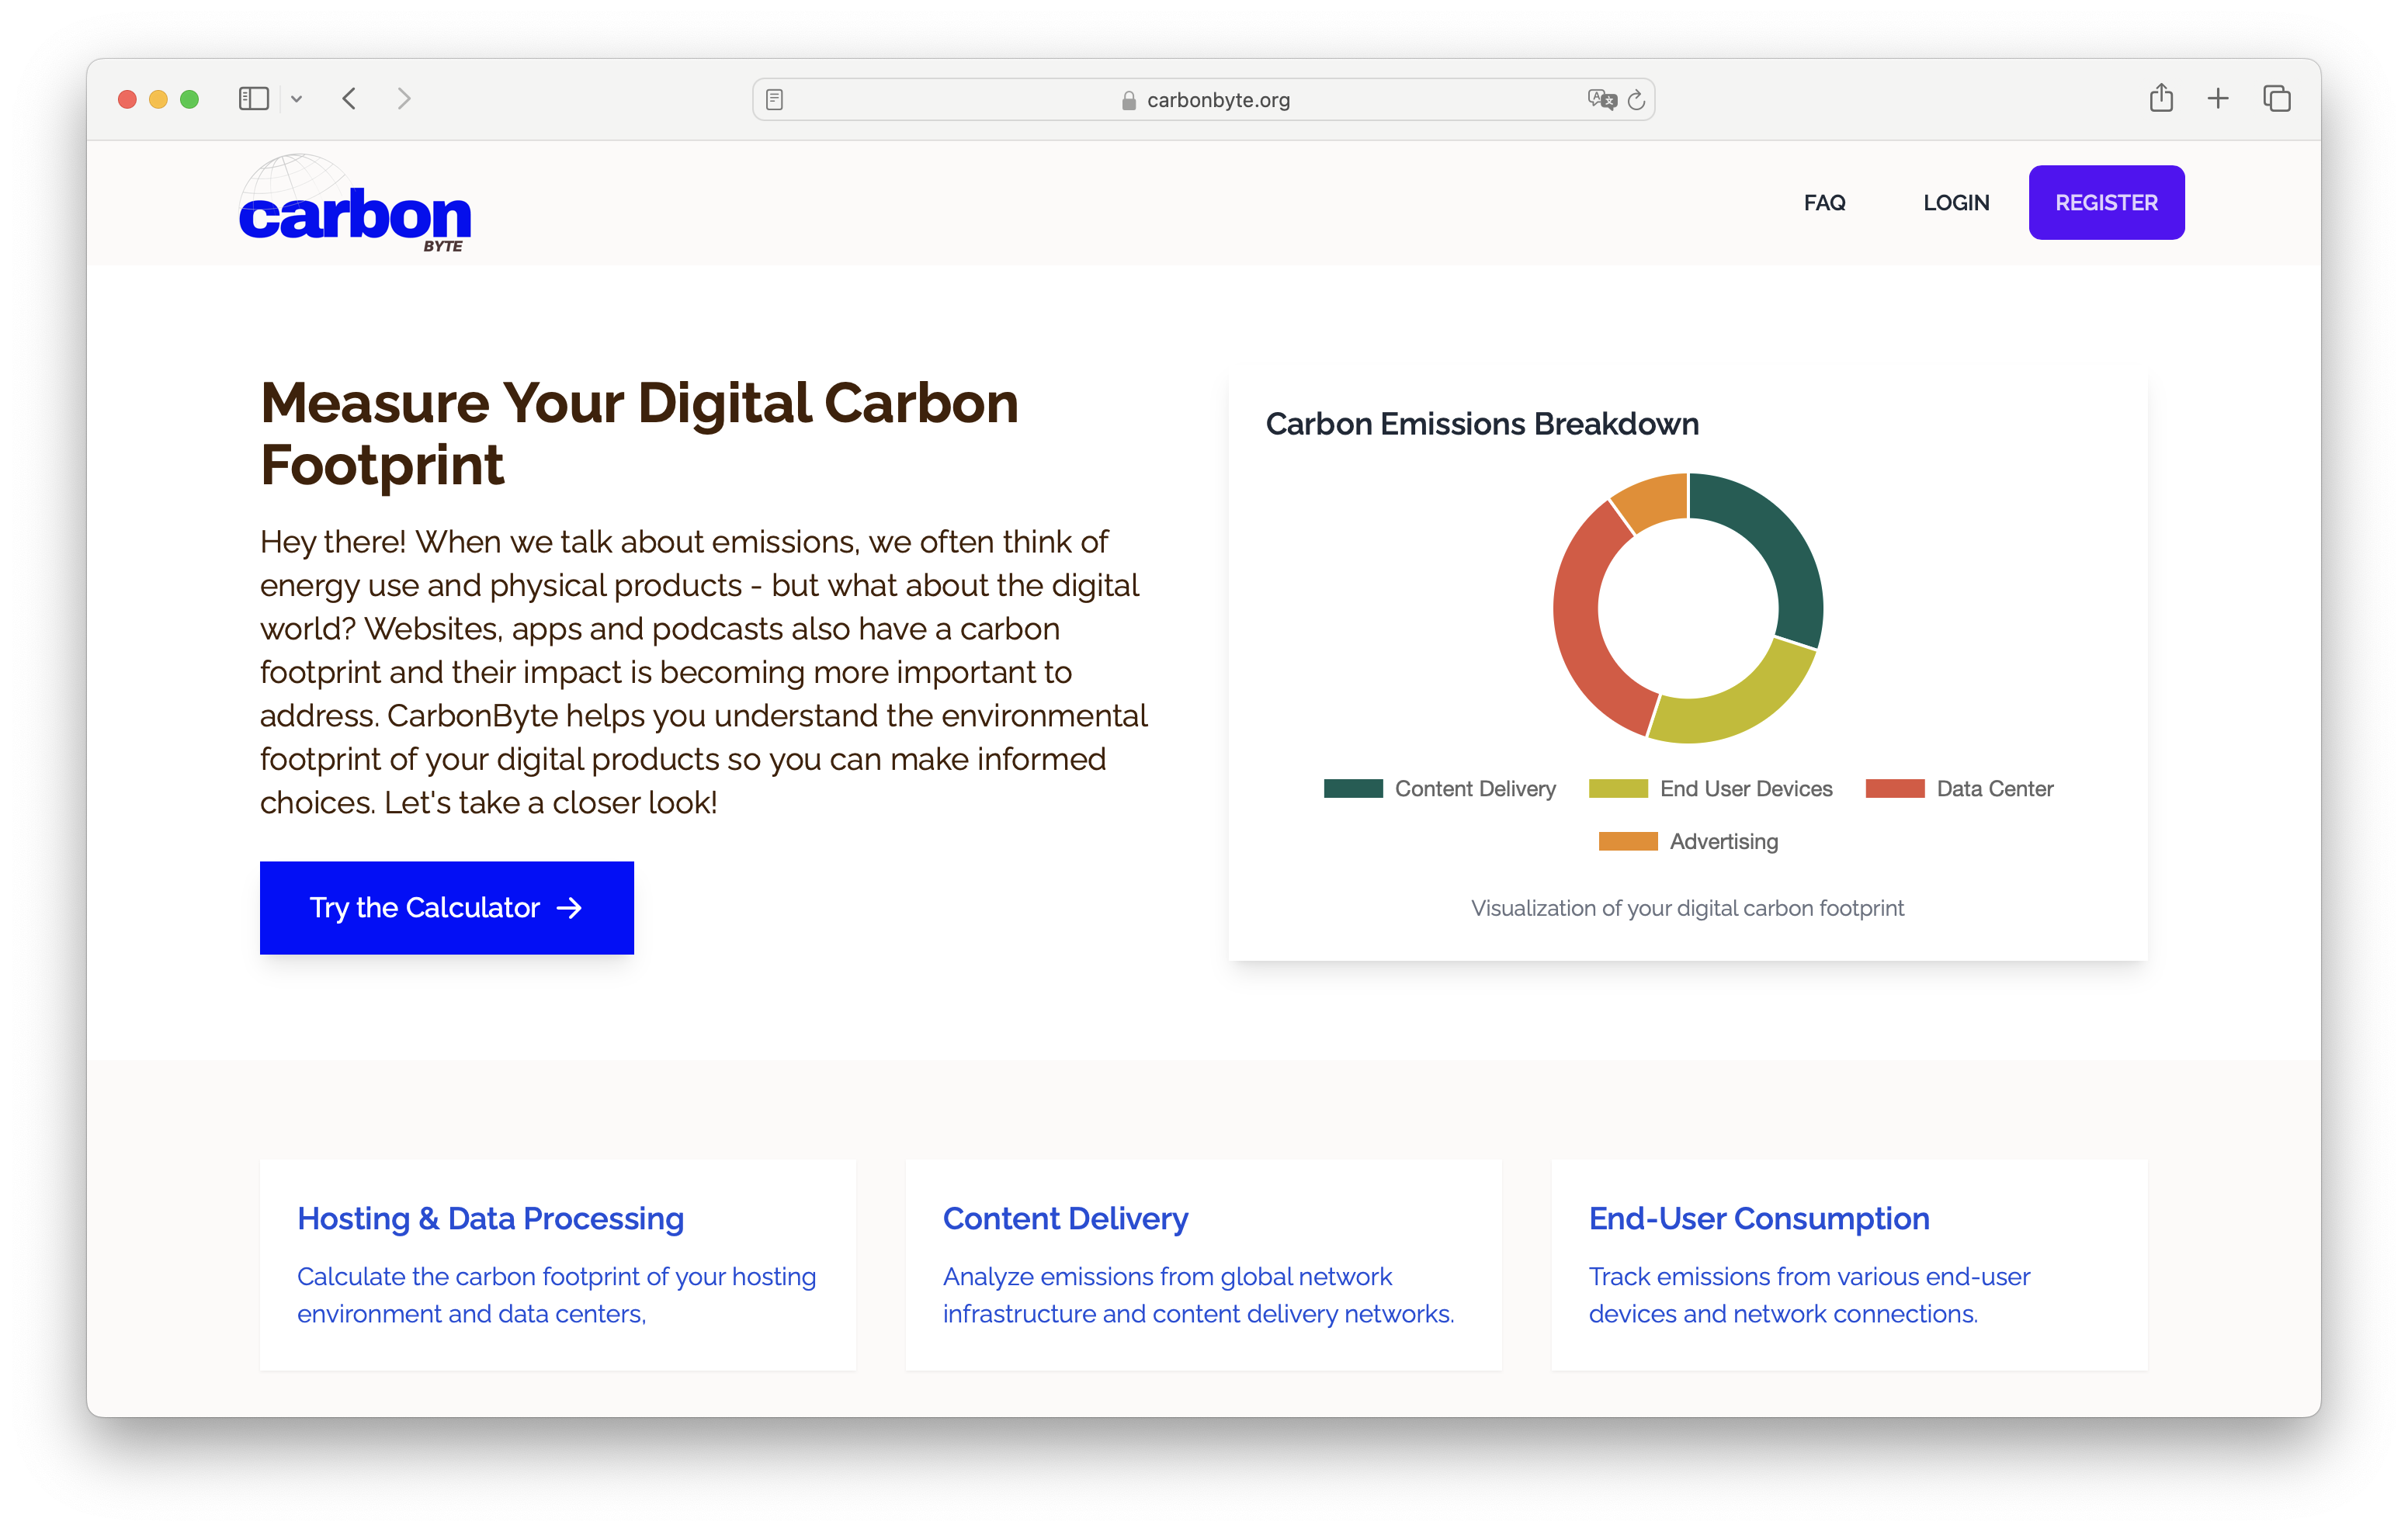 carbonbyte.org
carbon
BYTE
FAQ
LOGIN
REGISTER
Measure Your Digital Carbon
Footprint
Hey there! When we talk about emissions, we often think of
energy use and physical products - but what about the digital
world? Websites, apps and podcasts also have a carbon
footprint and their impact is becoming more important to
address. CarbonByte helps you understand the environmental
footprint of your digital products so you can make informed
choices. Let's take a closer look!
Try the Calculator →
Carbon Emissions Breakdown
Content Delivery
End User Devices
Data Center
Advertising
Visualization of your digital carbon footprint
Hosting & Data Processing
Calculate the carbon footprint of your hosting
environment and data centers,
Content Delivery
Analyze emissions from global network
infrastructure and content delivery networks.
End-User Consumption
Track emissions from various end-user
devices and network connections.